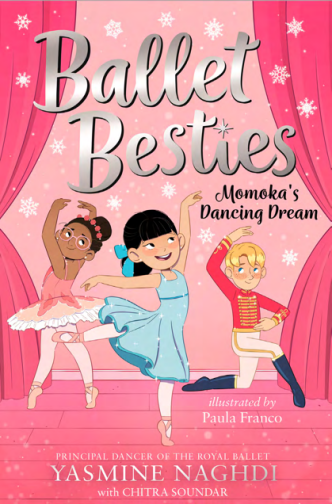 Ballet
Besties
Momoka's
Dancing Dream
illustrated by
Paula Franco
PRINCIPAL DANCER OF THE ROYAL BALLET
YASMINE NAGHDI
with CHITRA SOUNDAR